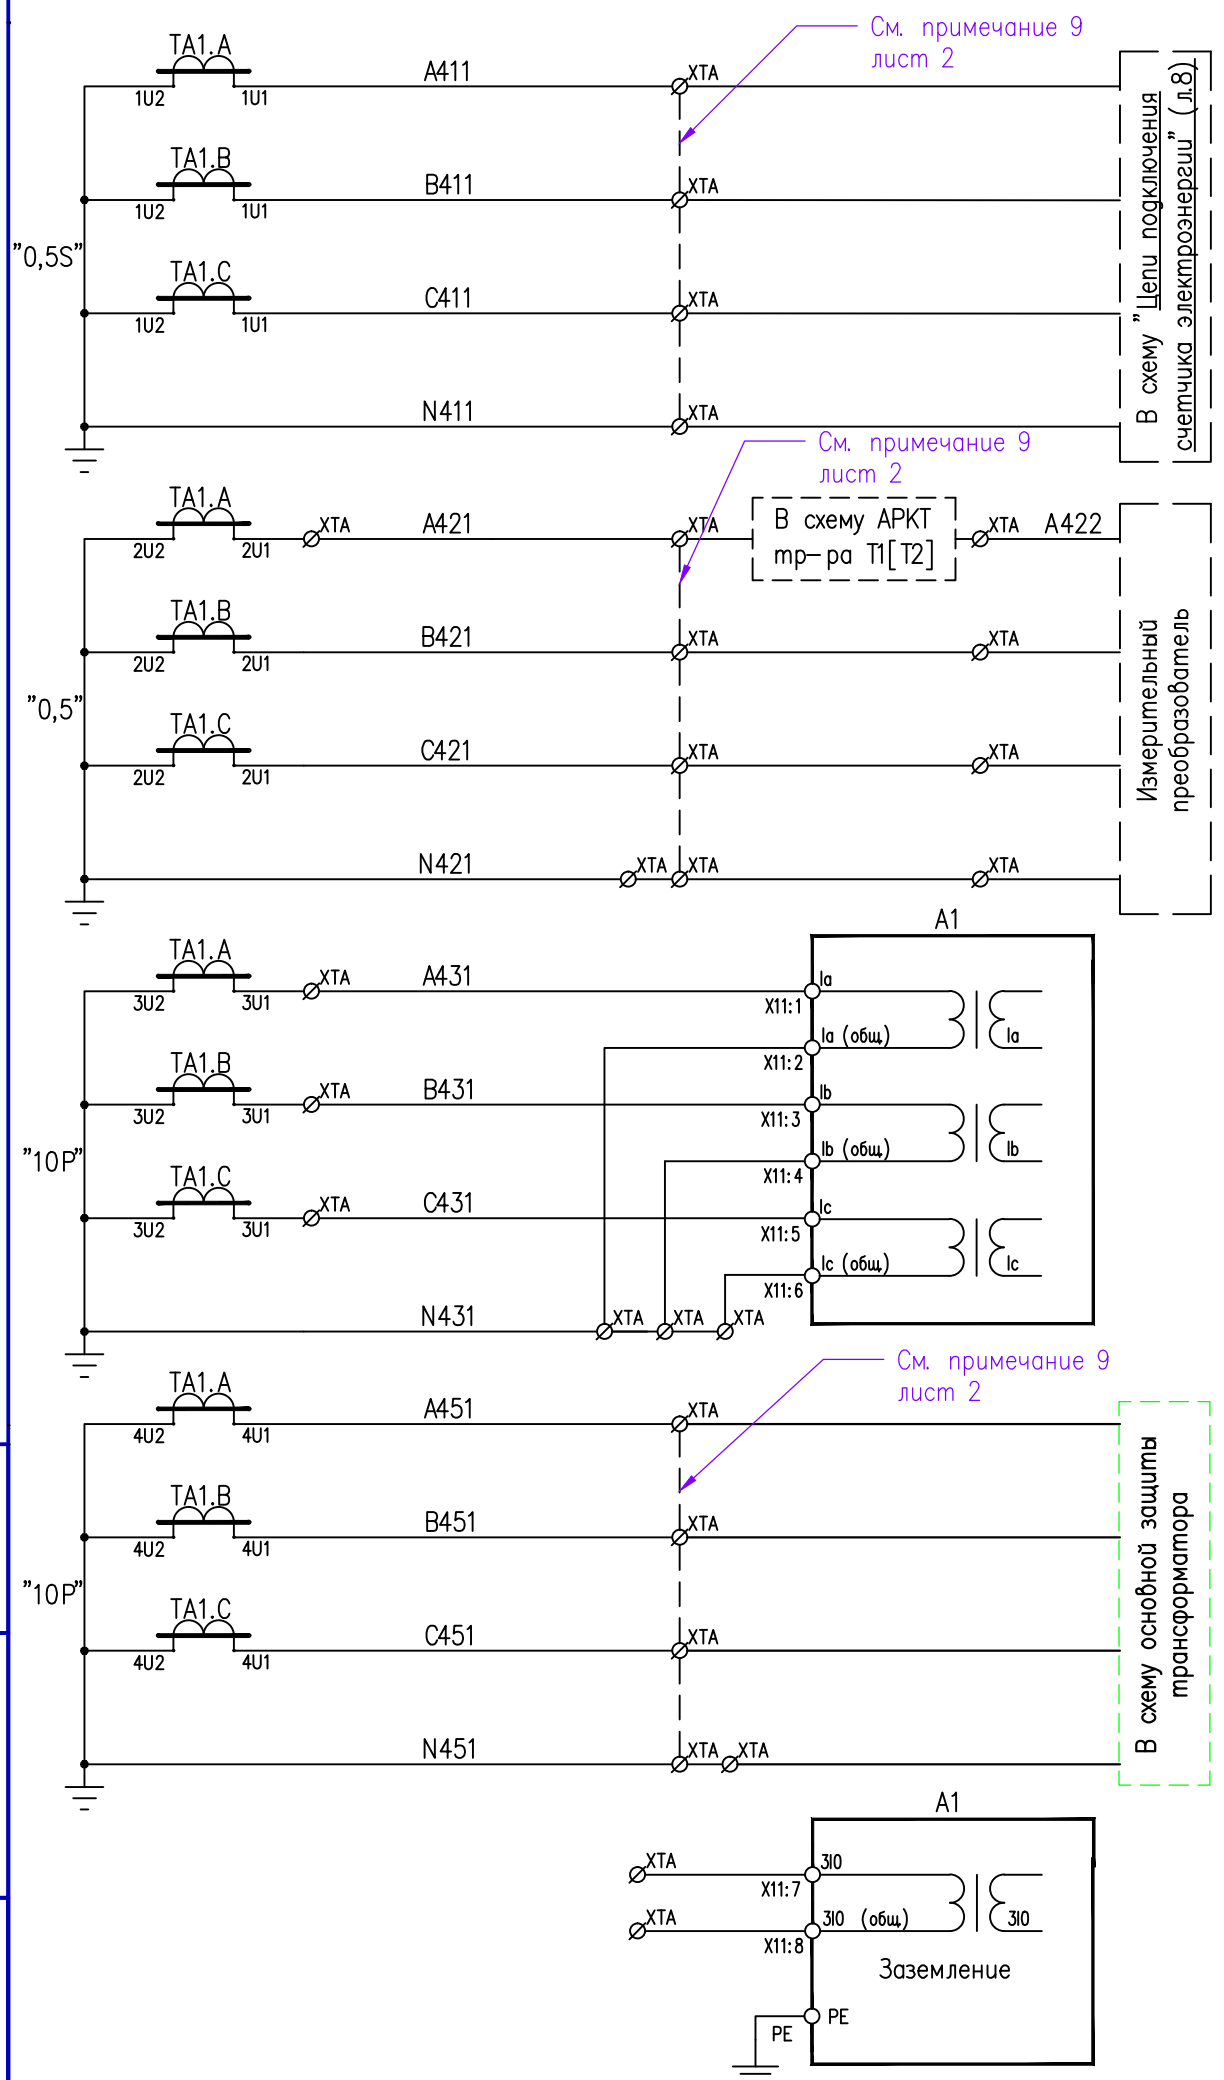 См. примечание 9
лист 2
TA1.A
1U2 1U1
A411
XTA
TA1.B
1U2 1U1
B411
XTA
"0,5S"
TA1.C
1U2 1U1
C411
XTA
N411
XTA
В схему "Цепи подключения
счетчика электроэнергии" (л.8)
См. примечание 9
лист 2
TA1.A
2U2 2U1
XTA
A421
XTA
В схему АРКТ
тр-ра Т1[Т2]
XTA
A422
TA1.B
2U2 2U1
B421
XTA
XTA
"0,5"
TA1.C
2U2 2U1
C421
XTA
XTA
N421
XTA
XTA
XTA
Измерительный
преобразователь
A1
TA1.A
3U2 3U1
XTA
A431
X11:1
Ia
X11:2
Ia (общ.)
Ia
TA1.B
3U2 3U1
XTA
B431
X11:3
Ib
X11:4
Ib (общ.)
Ib
"10P"
TA1.C
3U2 3U1
XTA
C431
X11:5
Ic
X11:6
Ic (общ.)
Ic
N431
XTA
XTA
XTA
См. примечание 9
лист 2
TA1.A
4U2 4U1
A451
XTA
TA1.B
4U2 4U1
B451
XTA
"10P"
TA1.C
4U2 4U1
C451
XTA
N451
XTA
XTA
В схему основной защиты
трансформатора
A1
XTA
X11:7
3I0
XTA
X11:8
3I0 (общ.)
3I0
Заземление
PE
PE